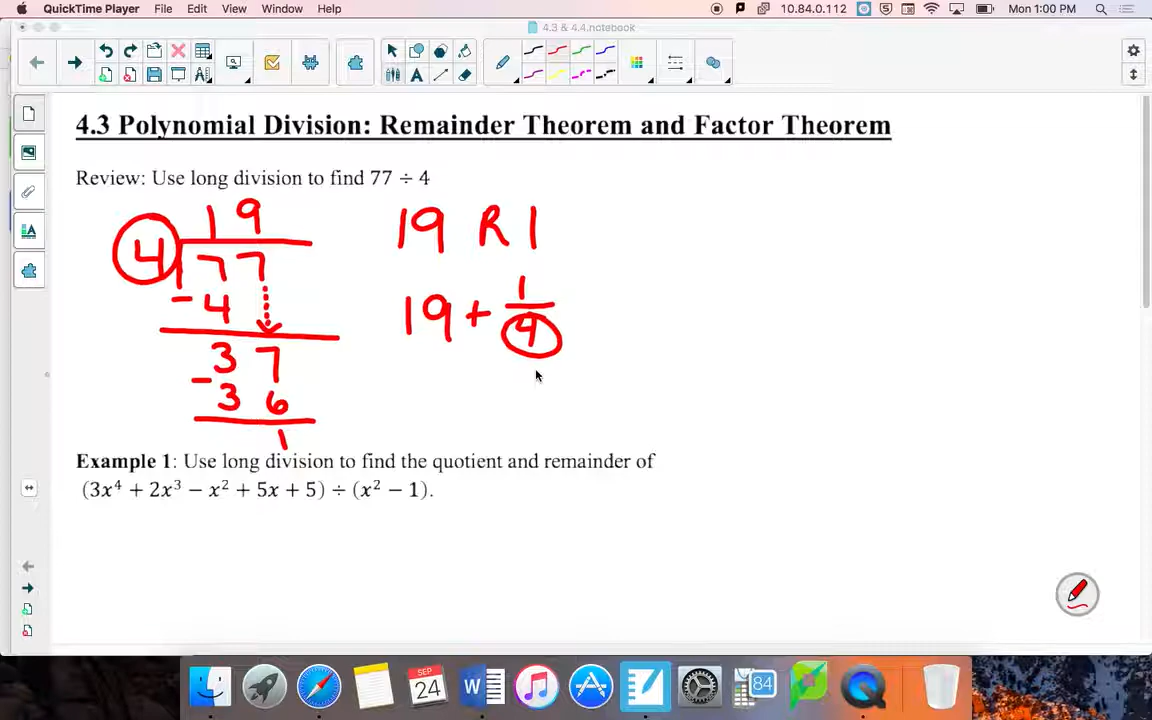 QuickTime Player File Edit View Window Help 10.84.0.112 Mon 1:00 PM
4.3 & 4.4.notebook
4.3 Polynomial Division: Remainder Theorem and Factor Theorem
Review: Use long division to find 77 ÷ 4
19
4 77
-4
37
-36
1
19 R 1
19 + 1/4
Example 1: Use long division to find the quotient and remainder of
(3x⁴ + 2x³ − x² + 5x + 5) ÷ (x² − 1).
SEP
24
W
84